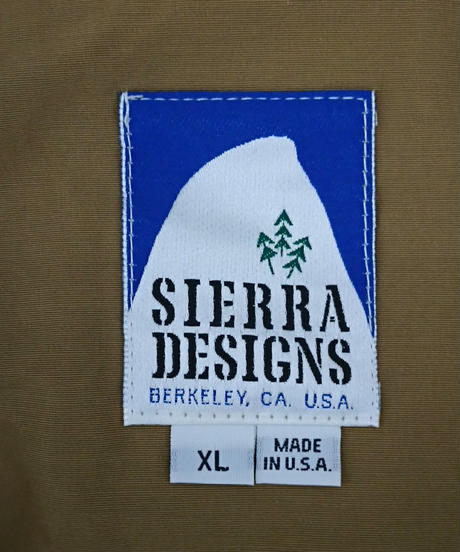 SIERRA
DESIGNS
BERKELEY, CA. U.S.A.
XL
MADE
IN U.S.A.